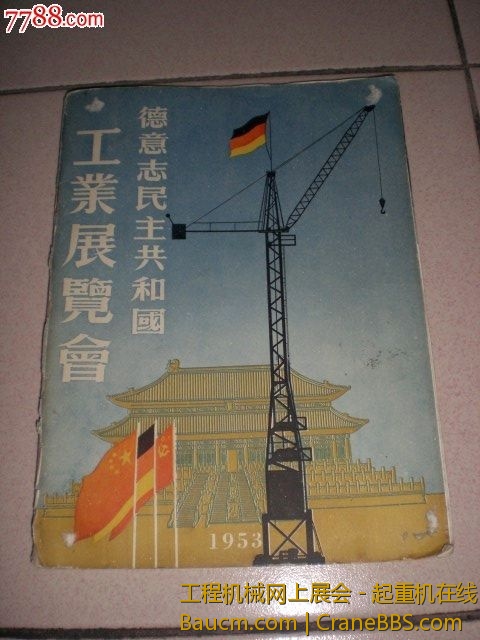 7788.com
德意志民主共和國
工業展覽會
1953
工程机械网上展会 - 起重机在线
Baucm.com | CraneBBS.com